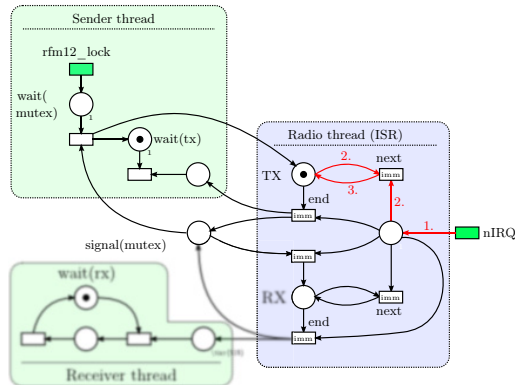 Sender thread
rfm12_lock
wait(
mutex)
1
wait(tx)
1
Radio thread (ISR)
TX
2.
3.
next
imm
2.
end
imm
1.
nIRQ
signal(mutex)
imm
RX
imm
next
end
imm
wait(rx)
Receiver thread